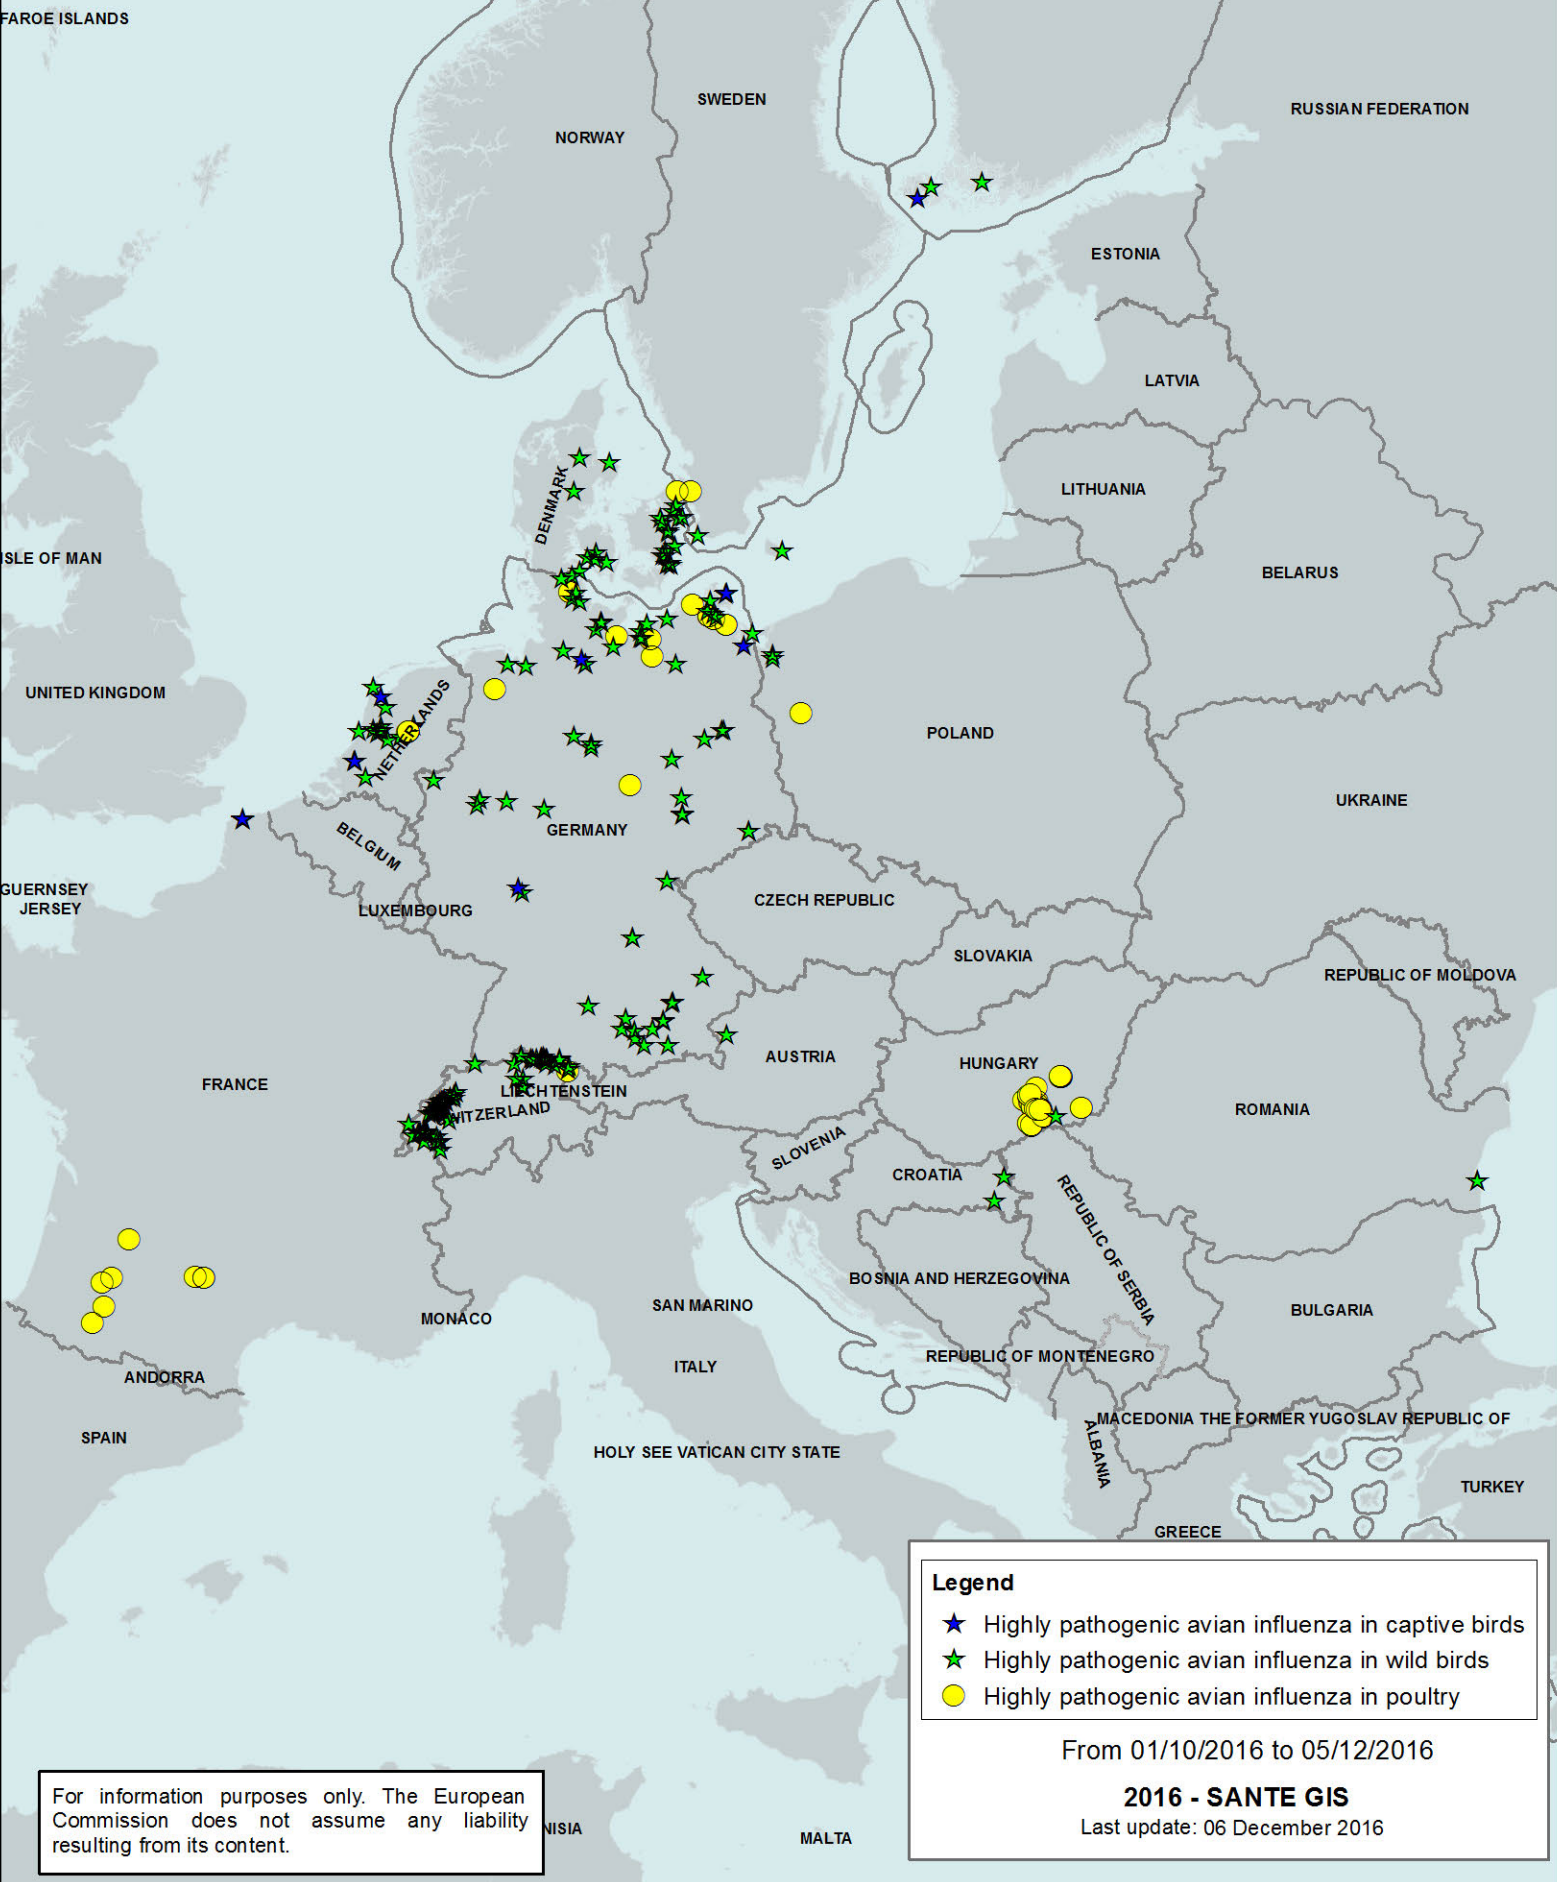 FAROE ISLANDS
SWEDEN
RUSSIAN FEDERATION
NORWAY
ESTONIA
LATVIA
LITHUANIA
DENMARK
ISLE OF MAN
BELARUS
UNITED KINGDOM
NETHERLANDS
POLAND
UKRAINE
BELGIUM
GERMANY
GUERNSEY
JERSEY
LUXEMBOURG
CZECH REPUBLIC
SLOVAKIA
REPUBLIC OF MOLDOVA
AUSTRIA
HUNGARY
FRANCE
LIECHTENSTEIN
WITZERLAND
ROMANIA
SLOVENIA
CROATIA
REPUBLIC OF SERBIA
BOSNIA AND HERZEGOVINA
SAN MARINO
MONACO
BULGARIA
REPUBLIC OF MONTENEGRO
ITALY
ANDORRA
MACEDONIA THE FORMER YUGOSLAV REPUBLIC OF
SPAIN
ALBANIA
HOLY SEE VATICAN CITY STATE
TURKEY
GREECE
Legend
Highly pathogenic avian influenza in captive birds
Highly pathogenic avian influenza in wild birds
Highly pathogenic avian influenza in poultry
From 01/10/2016 to 05/12/2016
2016 - SANTE GIS
Last update: 06 December 2016
For information purposes only. The European
Commission does not assume any liability
resulting from its content.
NISIA
MALTA